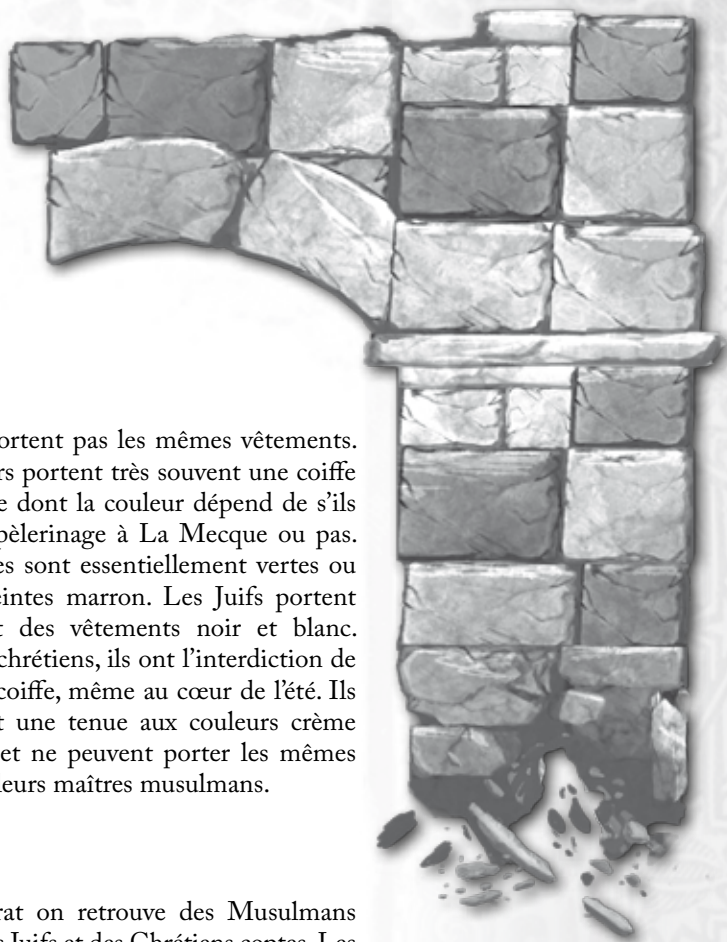 ortent pas les mêmes vêtements.
rs portent très souvent une coiffe
e dont la couleur dépend de s'ils
pèlerinage à La Mecque ou pas.
es sont essentiellement vertes ou
eintes marron. Les Juifs portent
t des vêtements noir et blanc.
chrétiens, ils ont l'interdiction de
coiffe, même au cœur de l'été. Ils
t une tenue aux couleurs crème
et ne peuvent porter les mêmes
leurs maîtres musulmans.
rat on retrouve des Musulmans
s Juifs et des Chrétiens coptes. Les